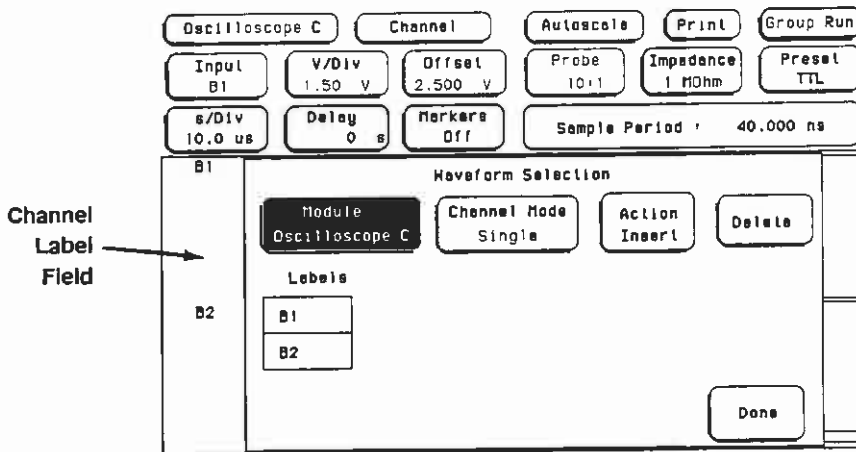 Oscilloscope C Channel Autoscale Print Group Run
Input V/Div Offset Probe Impedance Preset
B1 1.50 V 2.500 V 10:1 1 MOhm TTL
s/Div Delay Markers Sample Period : 40.000 ns
10.0 us 0 s Off
B1 Waveform Selection
Module Channel Mode Action Delete
Oscilloscope C Single Insert
Channel
Label
Field
Labels
B2 B1
B2
Done